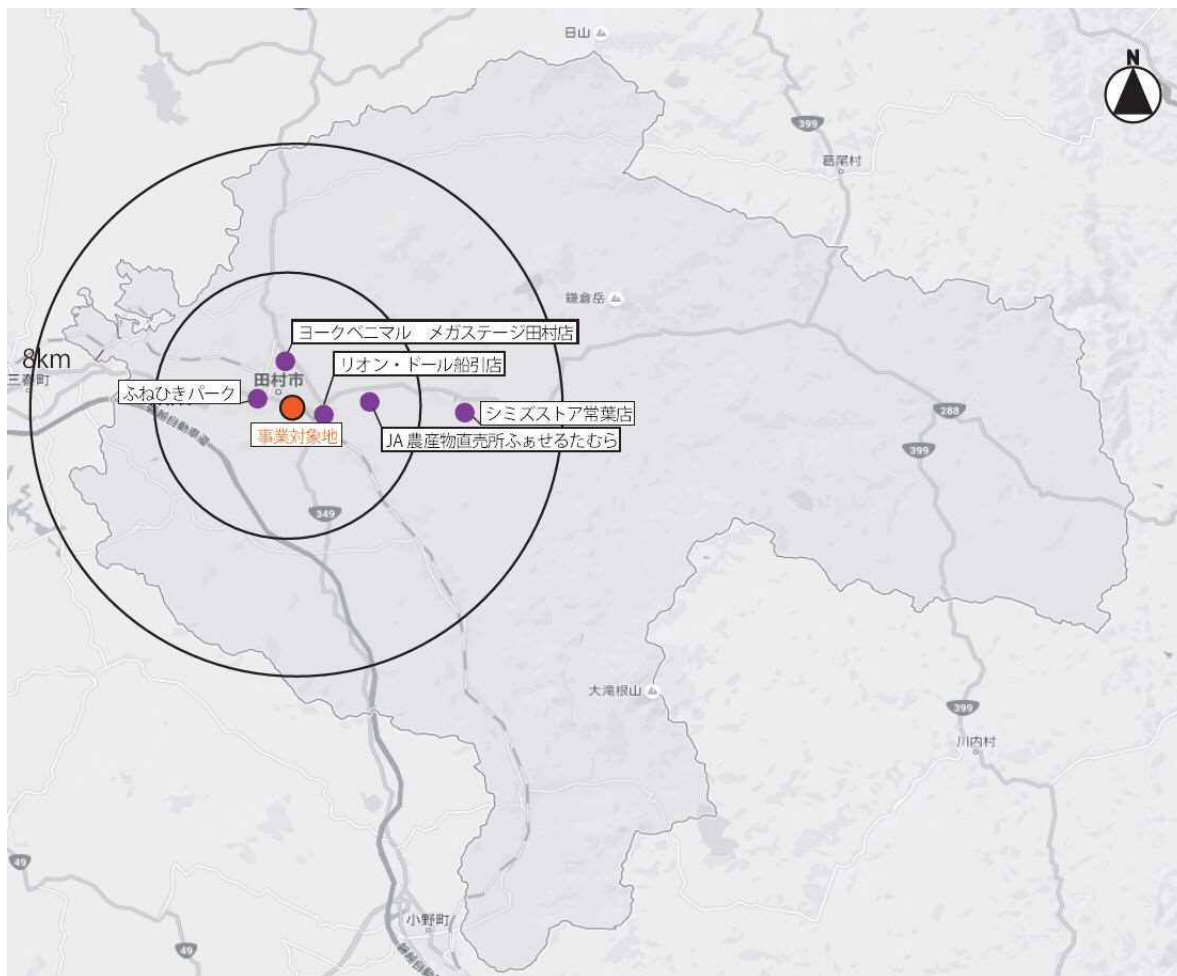 日山
N
399
葛尾村
鎌倉岳
ヨークベニマル メガステージ田村店
8km
三春町
リオン・ドール船引店
田村市
ふねひきパーク
シミズストア常葉店
事業対象地
JA農産物直売所ふぁせるたむら
288
399
349
大滝根山
399
川内村
49
小野町
49